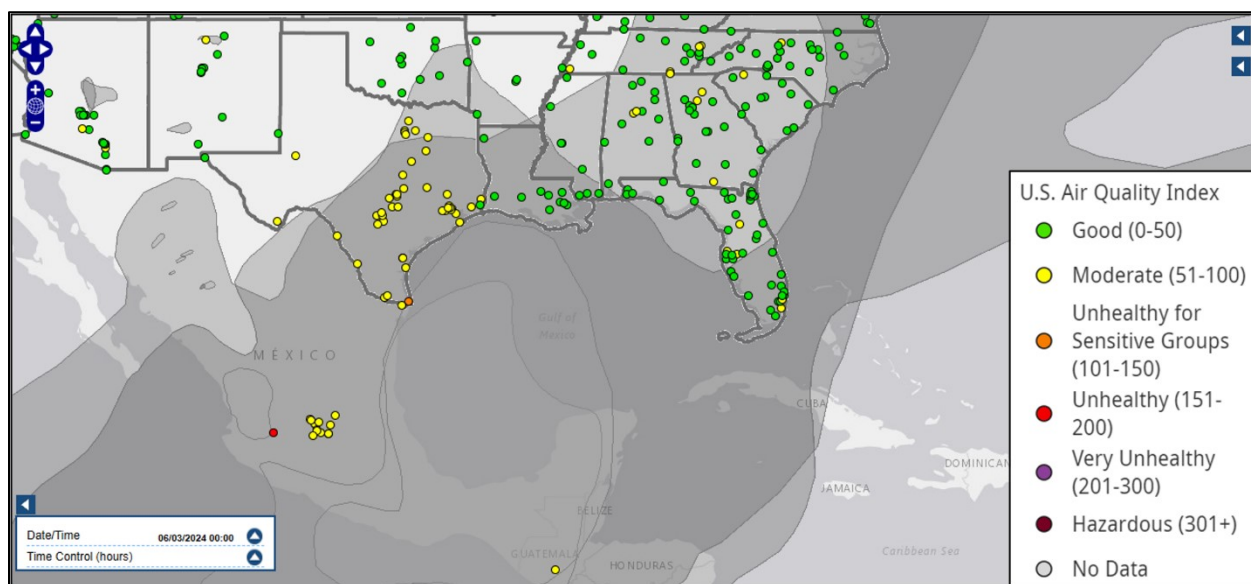 U.S. Air Quality Index
Good (0-50)
Moderate (51-100)
Unhealthy for
Sensitive Groups
(101-150)
Unhealthy (151-
200)
Very Unhealthy
(201-300)
Hazardous (301+)
No Data
Gulf of
Mexico
MÉXICO
CUBA
DOMINICAN
JAMAICA
BELIZE
GUATEMALA
HONDURAS
Caribbean Sea
Date/Time 06/03/2024 00:00
Time Control (hours)